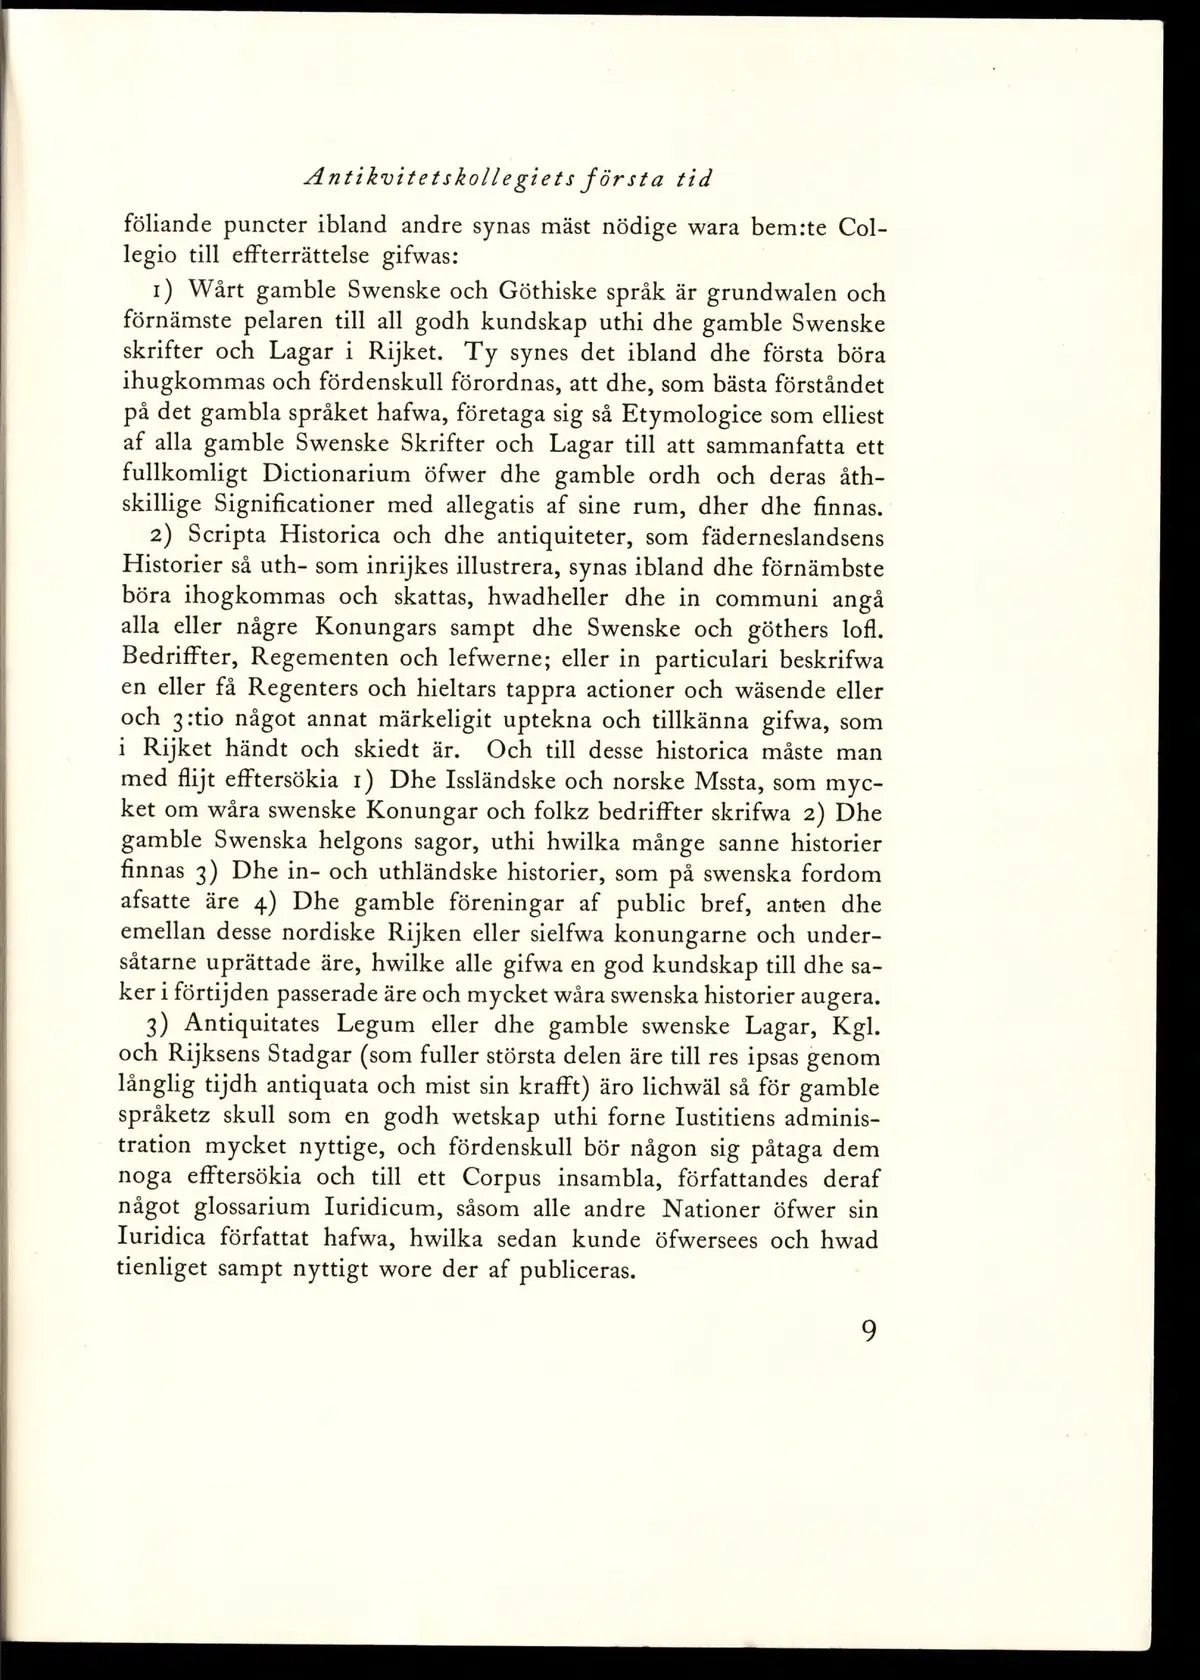 Antikvitetskollegiets första tid
föliande puncter ibland andre synas mäst nödige wara bem:te Col-
legio till effterrättelse gifwas:
1) Wårt gamble Swenske och Göthiske språk är grundwalen och
förnämste pelaren till all godh kundskap uthi dhe gamble Swenske
skrifter och Lagar i Rijket. Ty synes det ibland dhe första böra
ihugkommas och fördenskull förordnas, att dhe, som bästa förståndet
på det gambla språket hafwa, företaga sig så Etymologice som elliest
af alla gamble Swenske Skrifter och Lagar till att sammanfatta ett
fullkomligt Dictionarium öfwer dhe gamble ordh och deras åth-
skillige Significationer med allegatis af sine rum, dher dhe finnas.
2) Scripta Historica och dhe antiquiteter, som fäderneslandsens
Historier så uth- som inrijkes illustrera, synas ibland dhe förnämbste
böra ihogkommas och skattas, hwadheller dhe in communi angå
alla eller någre Konungars sampt dhe Swenske och göthers lofl.
Bedriffter, Regementen och lefwerne; eller in particulari beskrifwa
en eller få Regenters och hieltars tappra actioner och wäsende eller
och 3:tio något annat märkeligit uptekna och tillkänna gifwa, som
i Rijket händt och skiedt är. Och till desse historica måste man
med flijt efftersökia 1) Dhe Issländske och norske Mssta, som myc-
ket om wåra swenske Konungar och folkz bedriffter skrifwa 2) Dhe
gamble Swenska helgons sagor, uthi hwilka månge sanne historier
finnas 3) Dhe in- och uthländske historier, som på swenska fordom
afsatte äre 4) Dhe gamble föreningar af public bref, anten dhe
emellan desse nordiske Rijken eller sielfwa konungarne och under-
såtarne uprättade äre, hwilke alle gifwa en god kundskap till dhe sa-
ker i förtijden passerade äre och mycket wåra swenska historier augera.
3) Antiquitates Legum eller dhe gamble swenske Lagar, Kgl.
och Rijksens Stadgar (som fuller största delen äre till res ipsas genom
långlig tijdh antiquata och mist sin krafft) äro lichwäl så för gamble
språketz skull som en godh wetskap uthi forne Iustitiens adminis-
tration mycket nyttige, och fördenskull bör någon sig påtaga dem
noga efftersökia och till ett Corpus insambla, författandes deraf
något glossarium Iuridicum, såsom alle andre Nationer öfwer sin
Iuridica författat hafwa, hwilka sedan kunde öfwersees och hwad
tienliget sampt nyttigt wore der af publiceras.
9